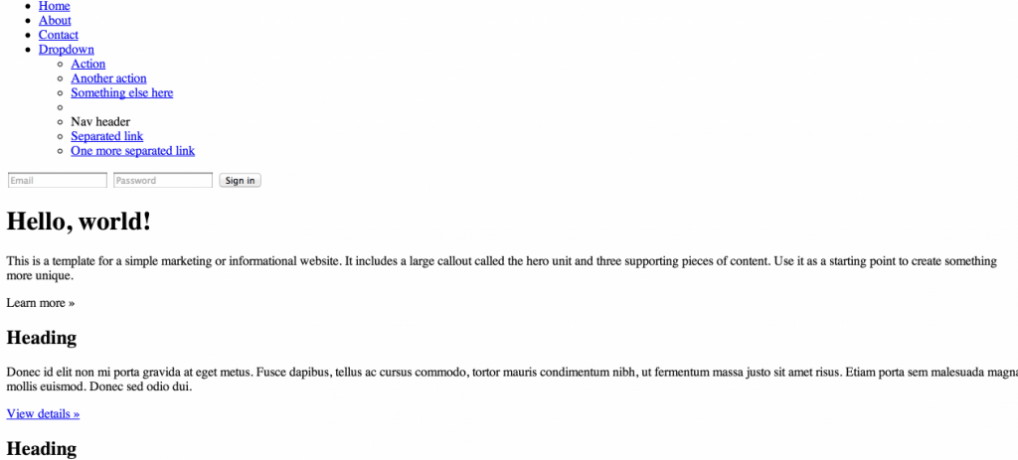 Home
About
Contact
Dropdown
Action
Another action
Something else here
Nav header
Separated link
One more separated link
Email Password Sign in
Hello, world!
This is a template for a simple marketing or informational website. It includes a large callout called the hero unit and three supporting pieces of content. Use it as a starting point to create something
more unique.
Learn more »
Heading
Donec id elit non mi porta gravida at eget metus. Fusce dapibus, tellus ac cursus commodo, tortor mauris condimentum nibh, ut fermentum massa justo sit amet risus. Etiam porta sem malesuada magna
mollis euismod. Donec sed odio dui.
View details »
Heading